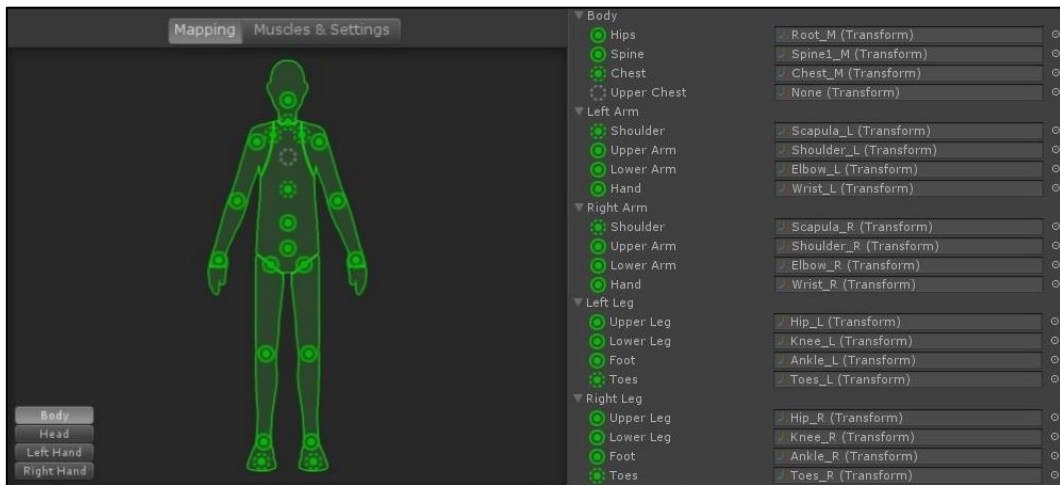 Mapping Muscles & Settings
Body
Head
Left Hand
Right Hand
Body
Hips Root_M (Transform)
Spine Spine1_M (Transform)
Chest Chest_M (Transform)
Upper Chest None (Transform)
Left Arm
Shoulder Scapula_L (Transform)
Upper Arm Shoulder_L (Transform)
Lower Arm Elbow_L (Transform)
Hand Wrist_L (Transform)
Right Arm
Shoulder Scapula_R (Transform)
Upper Arm Shoulder_R (Transform)
Lower Arm Elbow_R (Transform)
Hand Wrist_R (Transform)
Left Leg
Upper Leg Hip_L (Transform)
Lower Leg Knee_L (Transform)
Foot Ankle_L (Transform)
Toes Toes_L (Transform)
Right Leg
Upper Leg Hip_R (Transform)
Lower Leg Knee_R (Transform)
Foot Ankle_R (Transform)
Toes Toes_R (Transform)